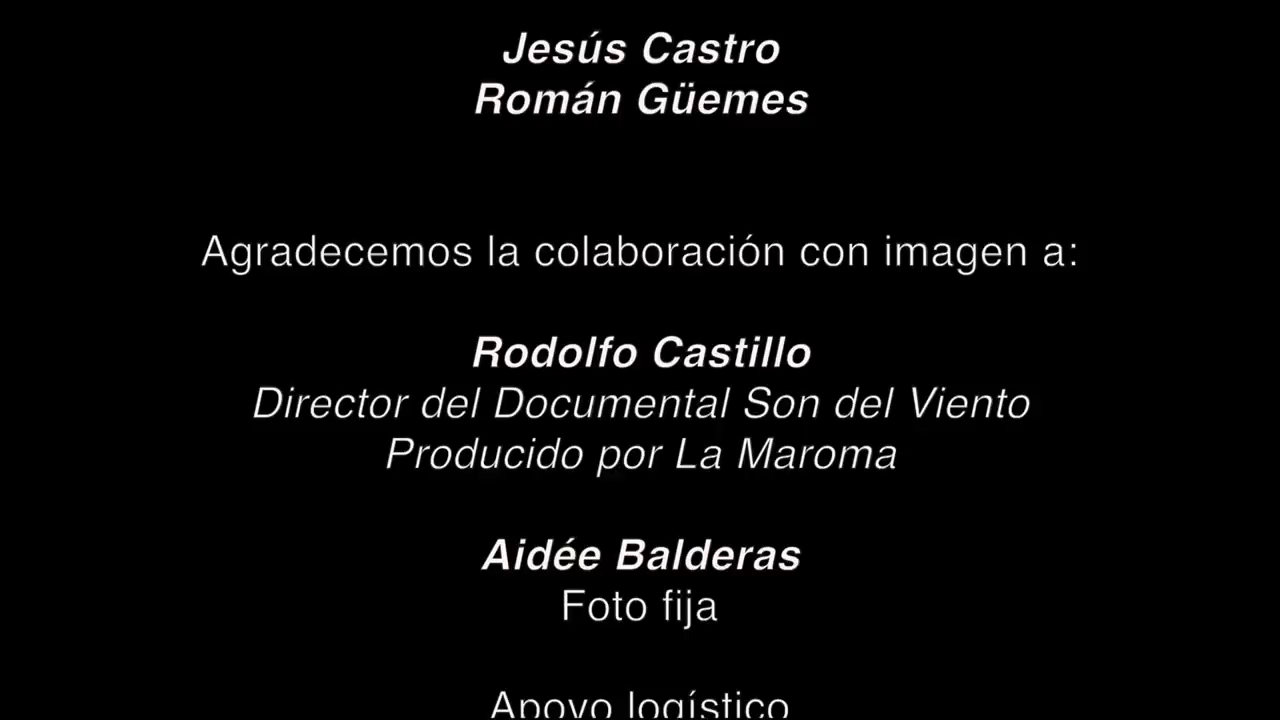 Jesús Castro
Román Güemes
Agradecemos la colaboración con imagen a:
Rodolfo Castillo
Director del Documental Son del Viento
Producido por La Maroma
Aidée Balderas
Foto fija
Apoyo logístico